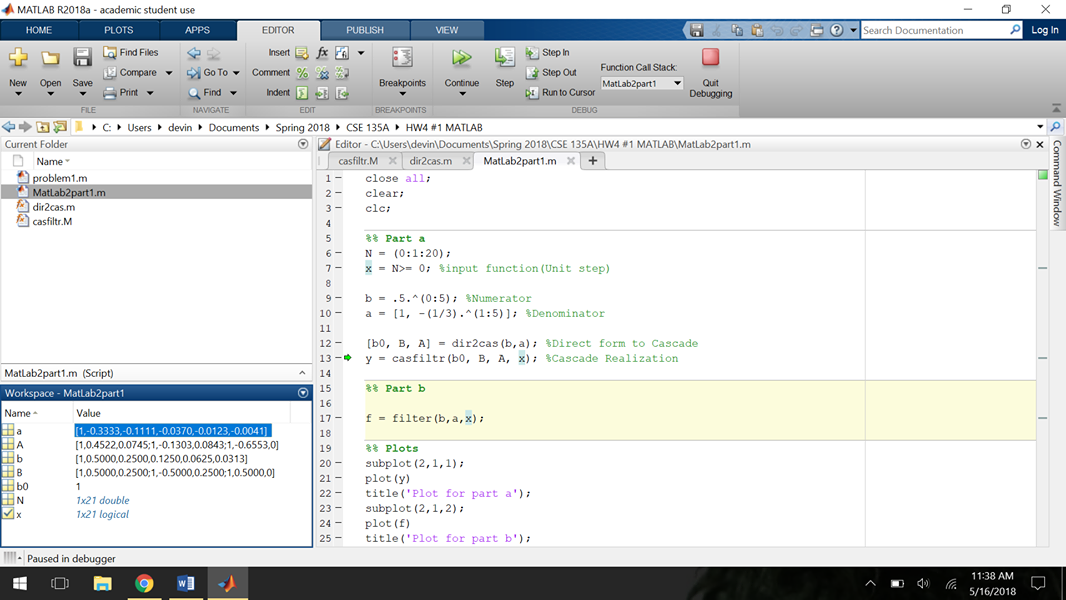 MATLAB R2018a - academic student use
HOME PLOTS APPS EDITOR PUBLISH VIEW
Search Documentation
Log In
New
Open
Save
Find Files
Compare
Print
FILE
Go To
Find
NAVIGATE
Insert
Comment
Indent
EDIT
Breakpoints
BREAKPOINTS
Continue
Step
Step In
Step Out
Run to Cursor
Function Call Stack:
MatLab2part1
Quit Debugging
DEBUG
C: Users devin Documents Spring 2018 CSE 135A HW4 #1 MATLAB
Current Folder
Name
problem1.m
MatLab2part1.m
dir2cas.m
casfiltr.M
MatLab2part1.m (Script)
Workspace - MatLab2part1
Name Value
a [1,-0.3333,-0.1111,-0.0370,-0.0123,-0.0041]
A [1,0.4522,0.0745;1,-0.1303,0.0843;1,-0.6553,0]
b [1,0.5000,0.2500,0.1250,0.0625,0.0313]
B [1,0.5000,0.2500;1,-0.5000,0.2500;1,0.5000,0]
b0 1
N 1x21 double
x 1x21 logical
Editor - C:\Users\devin\Documents\Spring 2018\CSE 135A\HW4 #1 MATLAB\MatLab2part1.m
casfiltr.M dir2cas.m MatLab2part1.m
1 close all;
2 clear;
3 clc;
4
5 %% Part a
6 N = (0:1:20);
7 x = N>= 0; %input function(Unit step)
8
9 b = .5.^(0:5); %Numerator
10 a = [1, -(1/3).^(1:5)]; %Denominator
11
12 [b0, B, A] = dir2cas(b,a); %Direct form to Cascade
13 y = casfiltr(b0, B, A, x); %Cascade Realization
14
15 %% Part b
16
17 f = filter(b,a,x);
18
19 %% Plots
20 subplot(2,1,1);
21 plot(y)
22 title('Plot for part a');
23 subplot(2,1,2);
24 plot(f)
25 title('Plot for part b');
Command Window
Paused in debugger
11:38 AM
5/16/2018